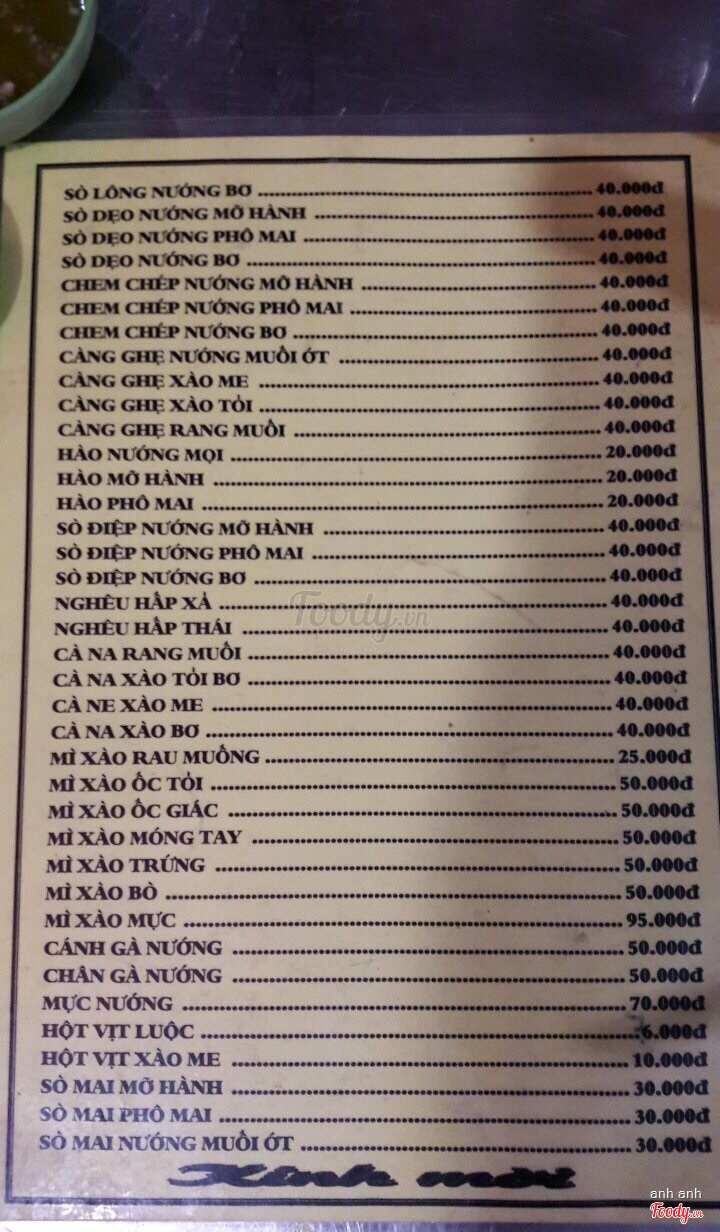 SÒ LÔNG NƯỚNG BƠ 40.000đ
SÒ DẸO NƯỚNG MỠ HÀNH 40.000đ
SÒ DẸO NƯỚNG PHÔ MAI 40.000đ
SÒ DẸO NƯỚNG BƠ 40.000đ
CHEM CHÉP NƯỚNG MỠ HÀNH 40.000đ
CHEM CHÉP NƯỚNG PHÔ MAI 40.000đ
CHEM CHÉP NƯỚNG BƠ 40.000đ
CÀNG GHẸ NƯỚNG MUỐI ỚT 40.000đ
CÀNG GHẸ XÀO ME 40.000đ
CÀNG GHẸ XÀO TỎI 40.000đ
CÀNG GHẸ RANG MUỐI 40.000đ
HÀO NƯỚNG MỌI 20.000đ
HÀO MỠ HÀNH 20.000đ
HÀO PHÔ MAI 20.000đ
SÒ ĐIỆP NƯỚNG MỠ HÀNH 40.000đ
SÒ ĐIỆP NƯỚNG PHÔ MAI 40.000đ
SÒ ĐIỆP NƯỚNG BƠ 40.000đ
NGHÊU HẤP XẢ 40.000đ
NGHÊU HẤP THÁI 40.000đ
CÀ NA RANG MUỐI 40.000đ
CÀ NA XÀO TỎI BƠ 40.000đ
CÀ NE XÀO ME 40.000đ
CÀ NA XÀO BƠ 40.000đ
MÌ XÀO RAU MUỐNG 25.000đ
MÌ XÀO ỐC TỎI 50.000đ
MÌ XÀO ỐC GIÁC 50.000đ
MÌ XÀO MÓNG TAY 50.000đ
MÌ XÀO TRỨNG 50.000đ
MÌ XÀO BÒ 50.000đ
MÌ XÀO MỰC 95.000đ
CÁNH GÀ NƯỚNG 50.000đ
CHÂN GÀ NƯỚNG 50.000đ
MỰC NƯỚNG 70.000đ
HỘT VỊT LUỘC 6.000đ
HỘT VỊT XÀO ME 10.000đ
SÒ MAI MỠ HÀNH 30.000đ
SÒ MAI PHÔ MAI 30.000đ
SÒ MAI NƯỚNG MUỐI ỚT 30.000đ
Kính mời
Foody.vn
anh anh
Foody.vn